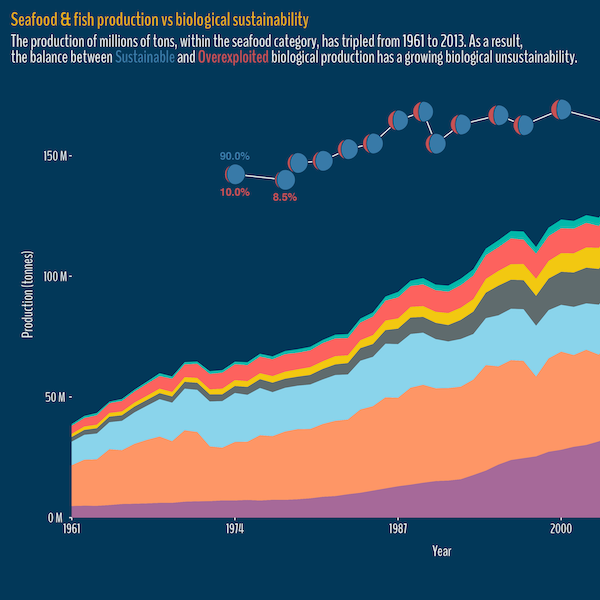 Seafood & fish production vs biological sustainability
The production of millions of tons, within the seafood category, has tripled from 1961 to 2013. As a result,
the balance between Sustainable and Overexploited biological production has a growing biological unsustainability.
90.0%
10.0%
8.5%
150 M
100 M
50 M
0 M
Production (tonnes)
1961
1974
1987
2000
Year